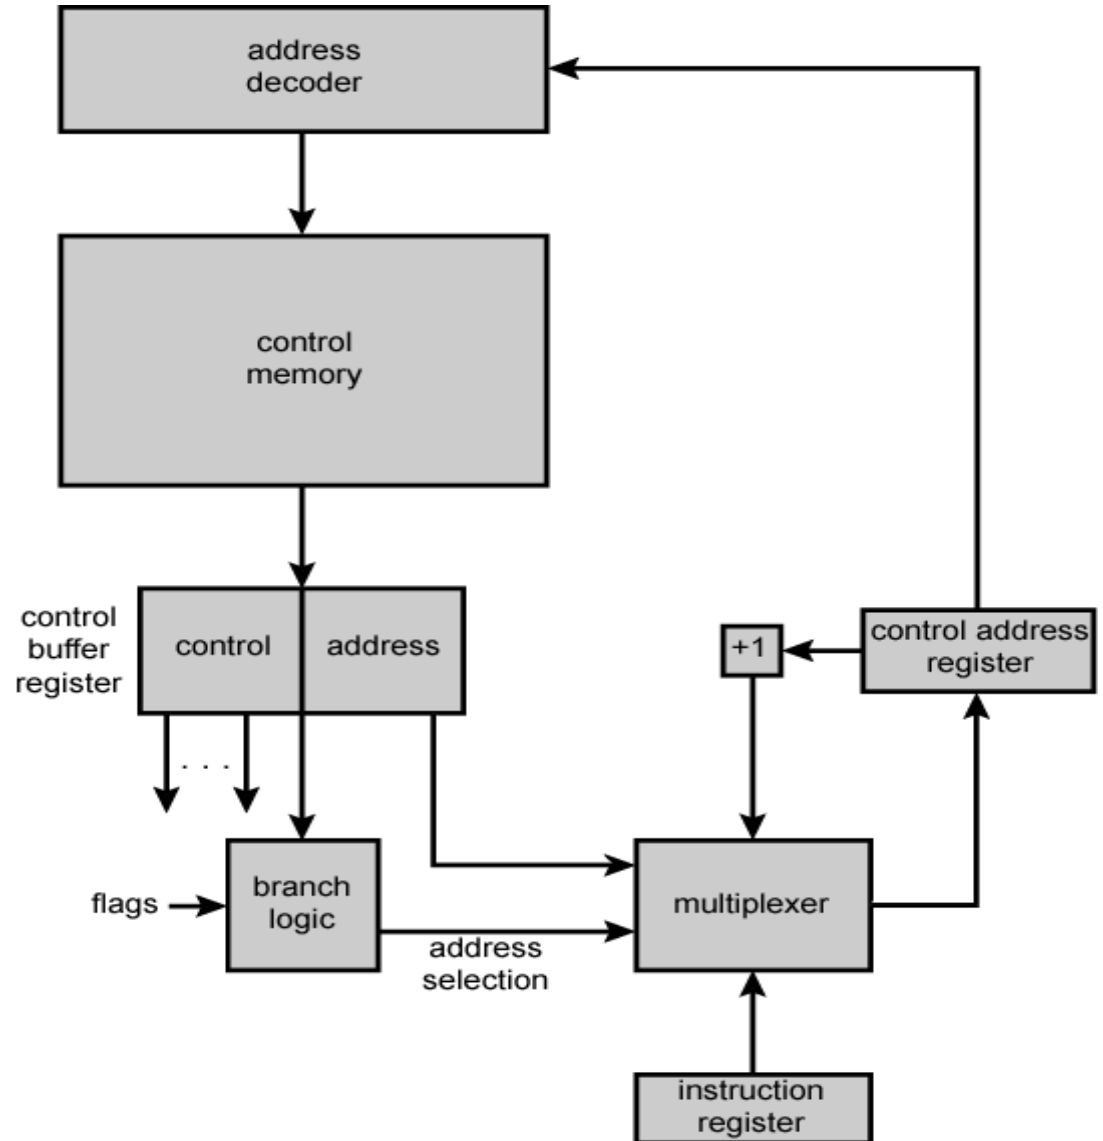 address
decoder
control
memory
control
buffer
register
control
address
+1
control address
register
. . .
flags
branch
logic
address
selection
multiplexer
instruction
register